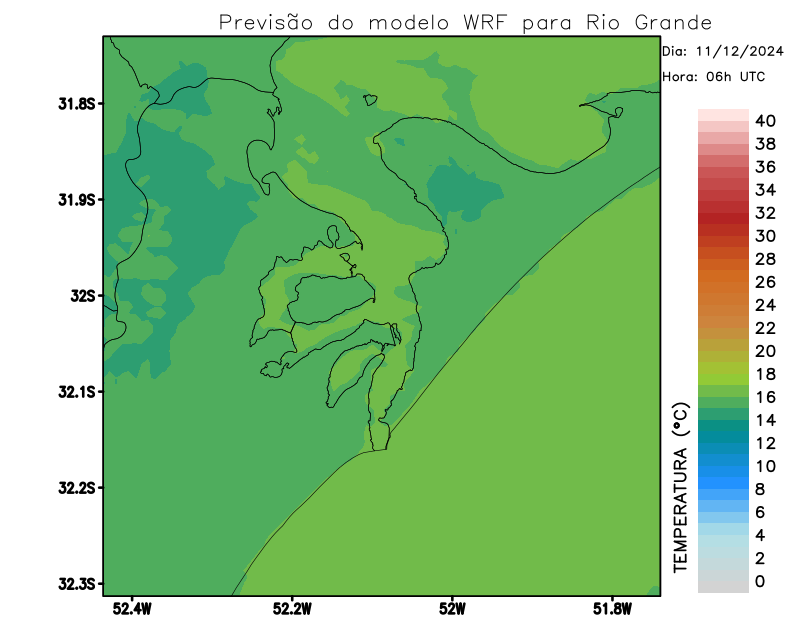 Previsão do modelo WRF para Rio Grande
Dia: 11/12/2024
Hora: 06h UTC
31.8S
31.9S
32S
32.1S
32.2S
32.3S
52.4W
52.2W
52W
51.8W
TEMPERATURA (°C)
40
38
36
34
32
30
28
26
24
22
20
18
16
14
12
10
8
6
4
2
0